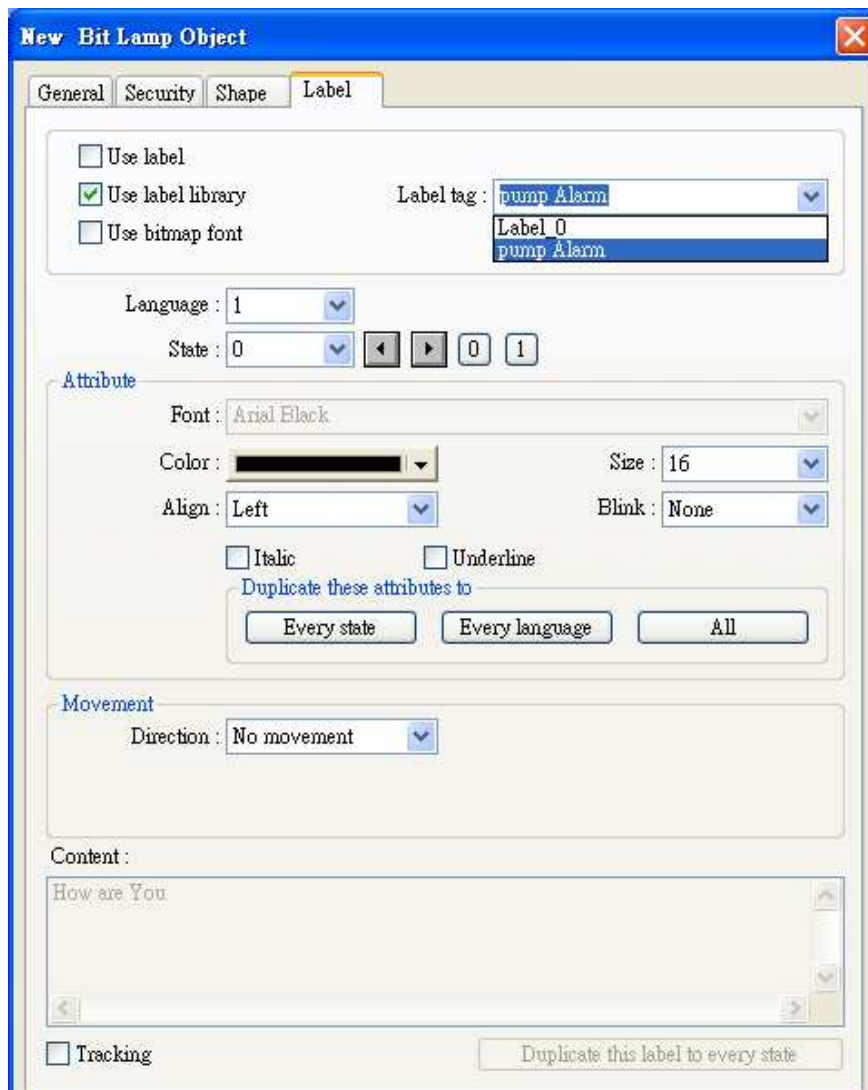 New Bit Lamp Object
General Security Shape Label
Use label
Use label library Label tag : pump Alarm
Use bitmap font Label_0
pump Alarm
Language : 1
State : 0 0 1
Attribute
Font : Arial Black
Color : Size : 16
Align : Left Blink : None
Italic Underline
Duplicate these attributes to
Every state Every language All
Movement
Direction : No movement
Content :
How are You
Tracking Duplicate this label to every state